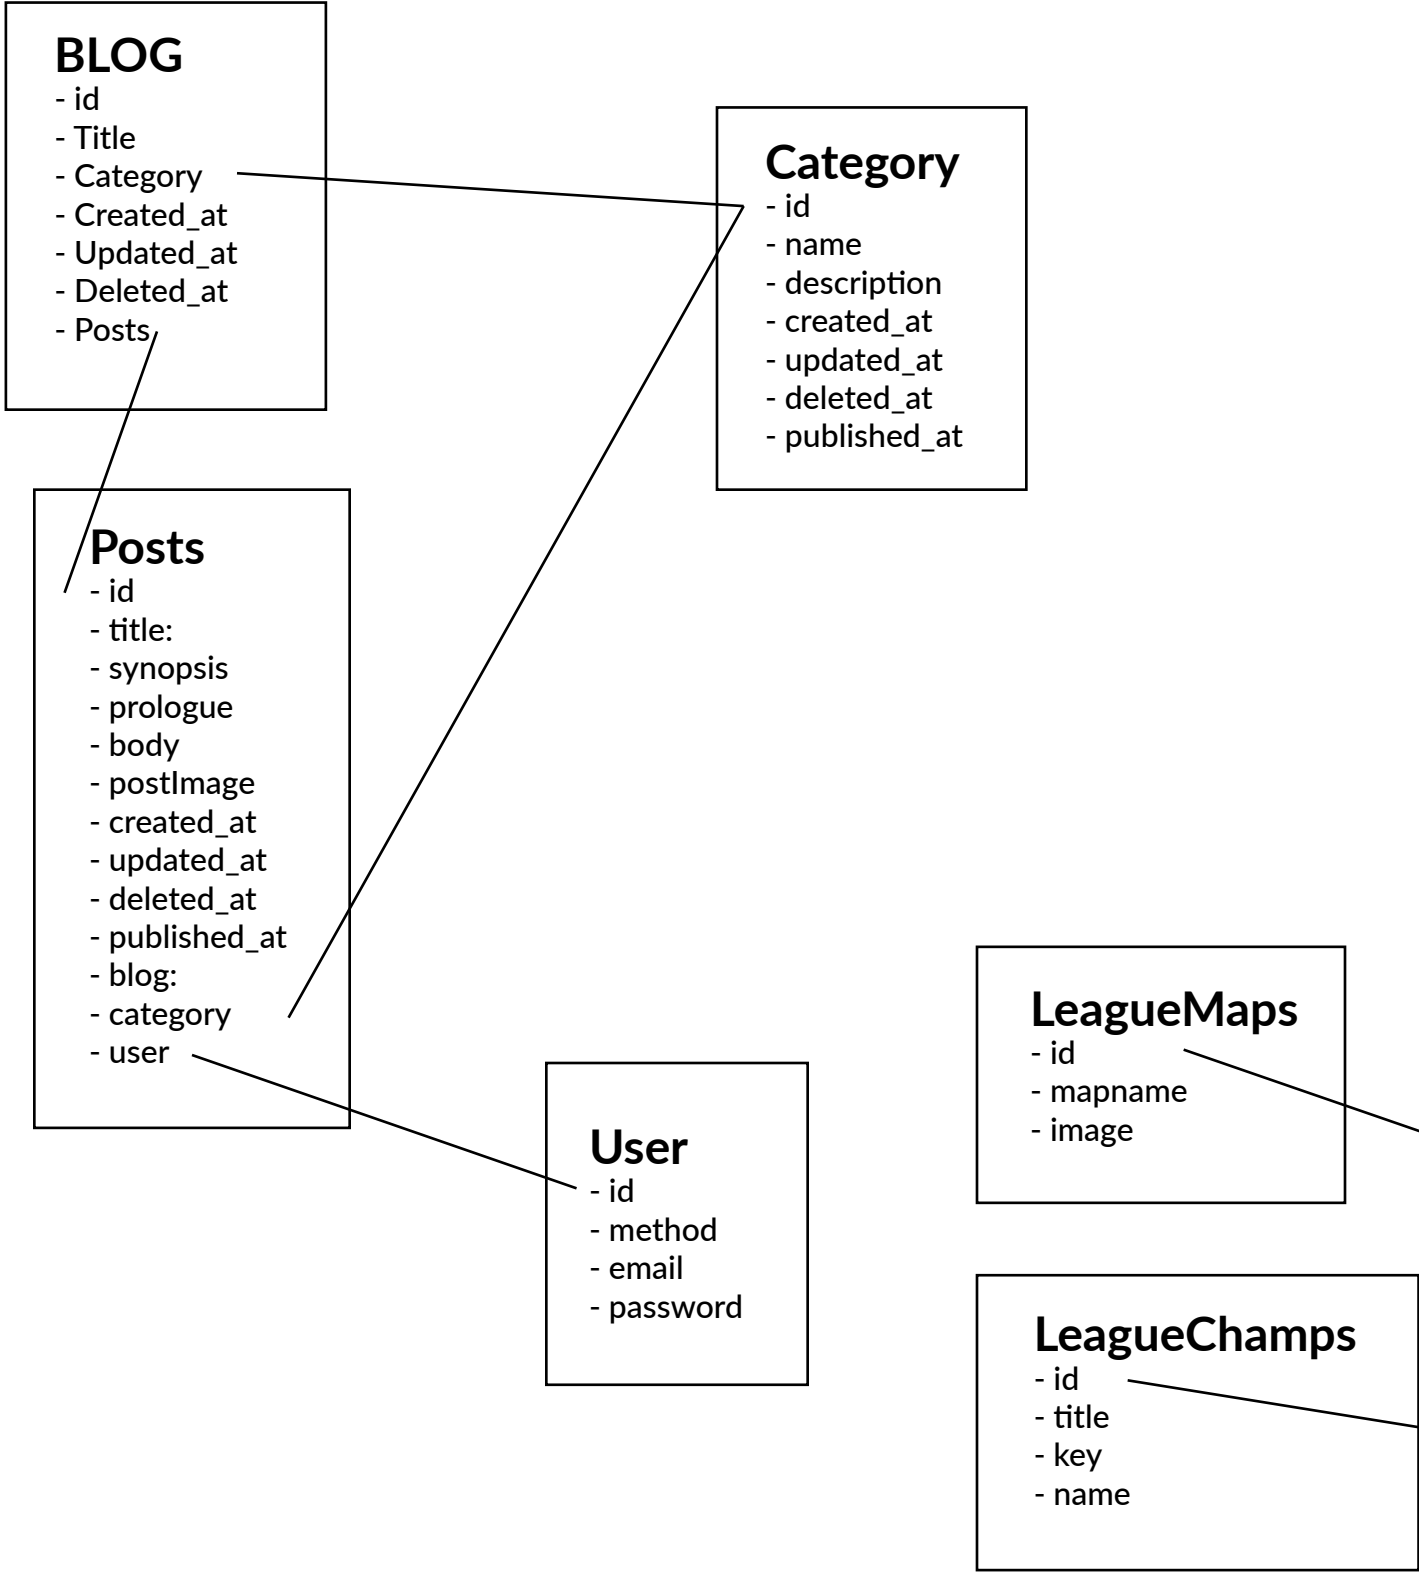 BLOG
- id
- Title
- Category
- Created_at
- Updated_at
- Deleted_at
- Posts
Category
- id
- name
- description
- created_at
- updated_at
- deleted_at
- published_at
Posts
- id
- title:
- synopsis
- prologue
- body
- postImage
- created_at
- updated_at
- deleted_at
- published_at
- blog:
- category
- user
User
- id
- method
- email
- password
LeagueMaps
- id
- mapname
- image
LeagueChamps
- id
- title
- key
- name